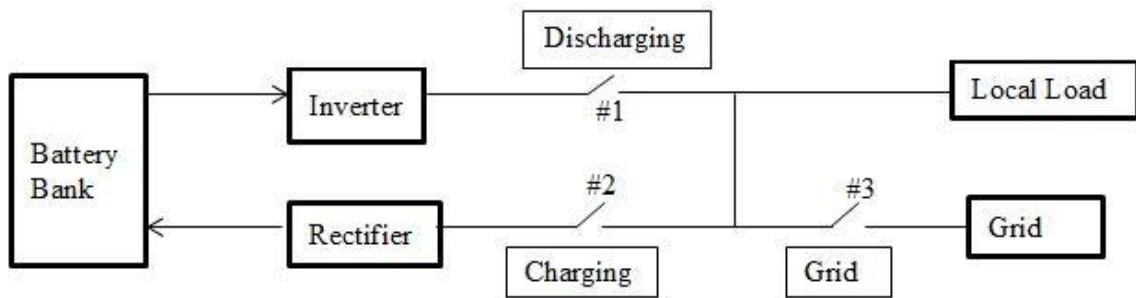 Discharging
Inverter
#1
Local Load
Battery
Bank
#2
#3
Rectifier
Grid
Charging
Grid